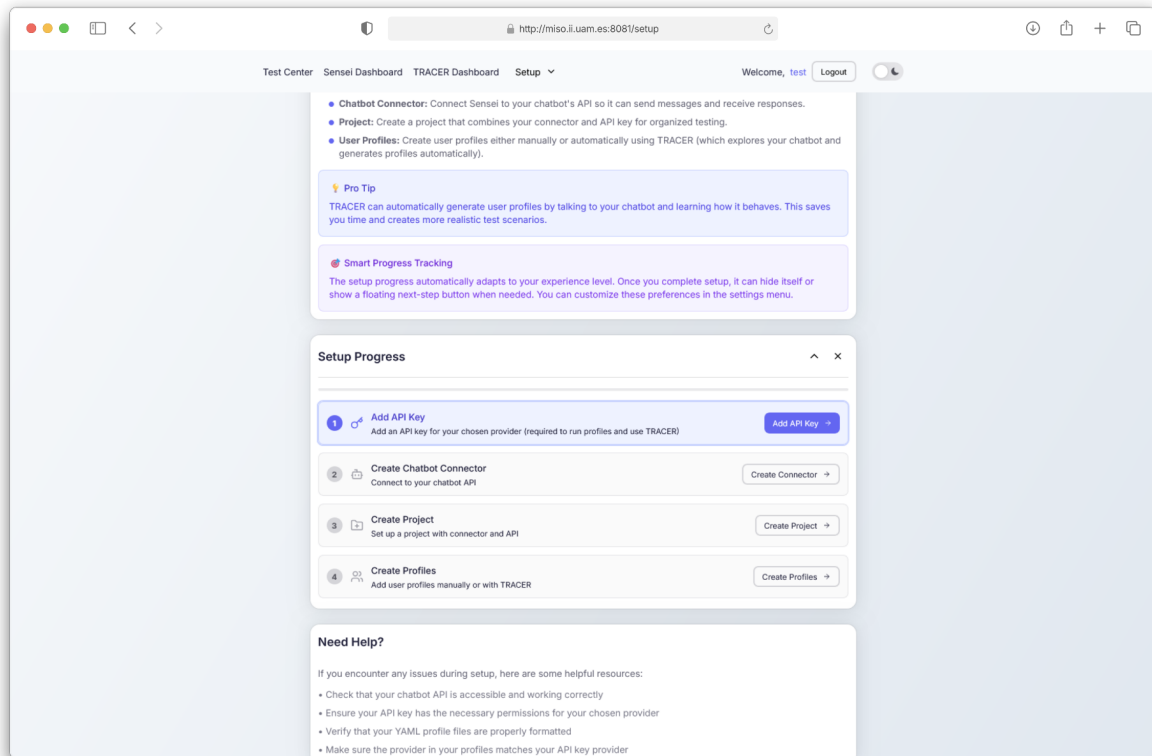 http://miso.ii.uam.es:8081/setup
Test Center Sensei Dashboard TRACER Dashboard Setup Welcome, test Logout
• Chatbot Connector: Connect Sensei to your chatbot's API so it can send messages and receive responses.
• Project: Create a project that combines your connector and API key for organized testing.
• User Profiles: Create user profiles either manually or automatically using TRACER (which explores your chatbot and
generates profiles automatically).
Pro Tip
TRACER can automatically generate user profiles by talking to your chatbot and learning how it behaves. This saves
you time and creates more realistic test scenarios.
Smart Progress Tracking
The setup progress automatically adapts to your experience level. Once you complete setup, it can hide itself or
show a floating next-step button when needed. You can customize these preferences in the settings menu.
Setup Progress
1 Add API Key
Add an API key for your chosen provider (required to run profiles and use TRACER)
Add API Key →
2 Create Chatbot Connector
Connect to your chatbot API
Create Connector →
3 Create Project
Set up a project with connector and API
Create Project →
4 Create Profiles
Add user profiles manually or with TRACER
Create Profiles →
Need Help?
If you encounter any issues during setup, here are some helpful resources:
• Check that your chatbot API is accessible and working correctly
• Ensure your API key has the necessary permissions for your chosen provider
• Verify that your YAML profile files are properly formatted
• Make sure the provider in your profiles matches your API key provider